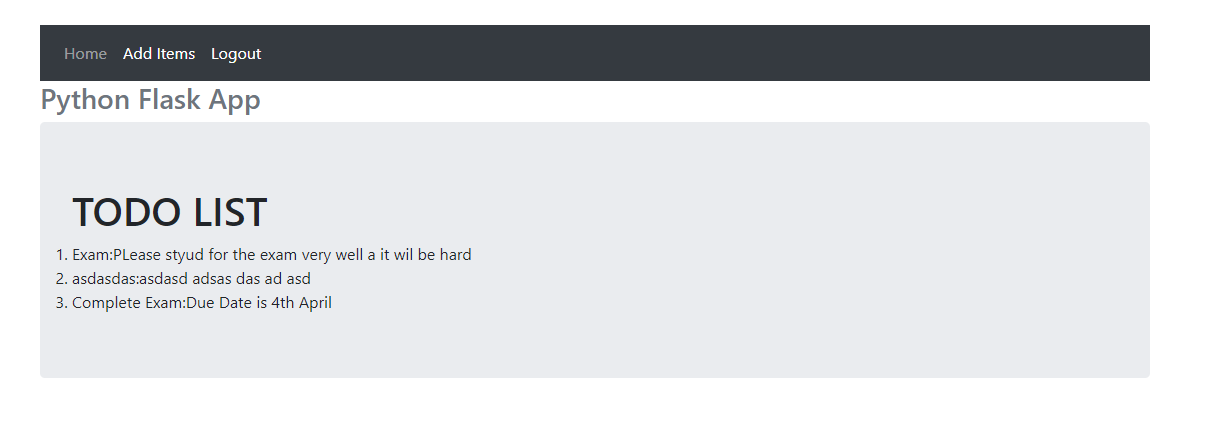 Home Add Items Logout
Python Flask App
TODO LIST
1. Exam:PLease styud for the exam very well a it wil be hard
2. asdasdas:asdasd adsas das ad asd
3. Complete Exam:Due Date is 4th April